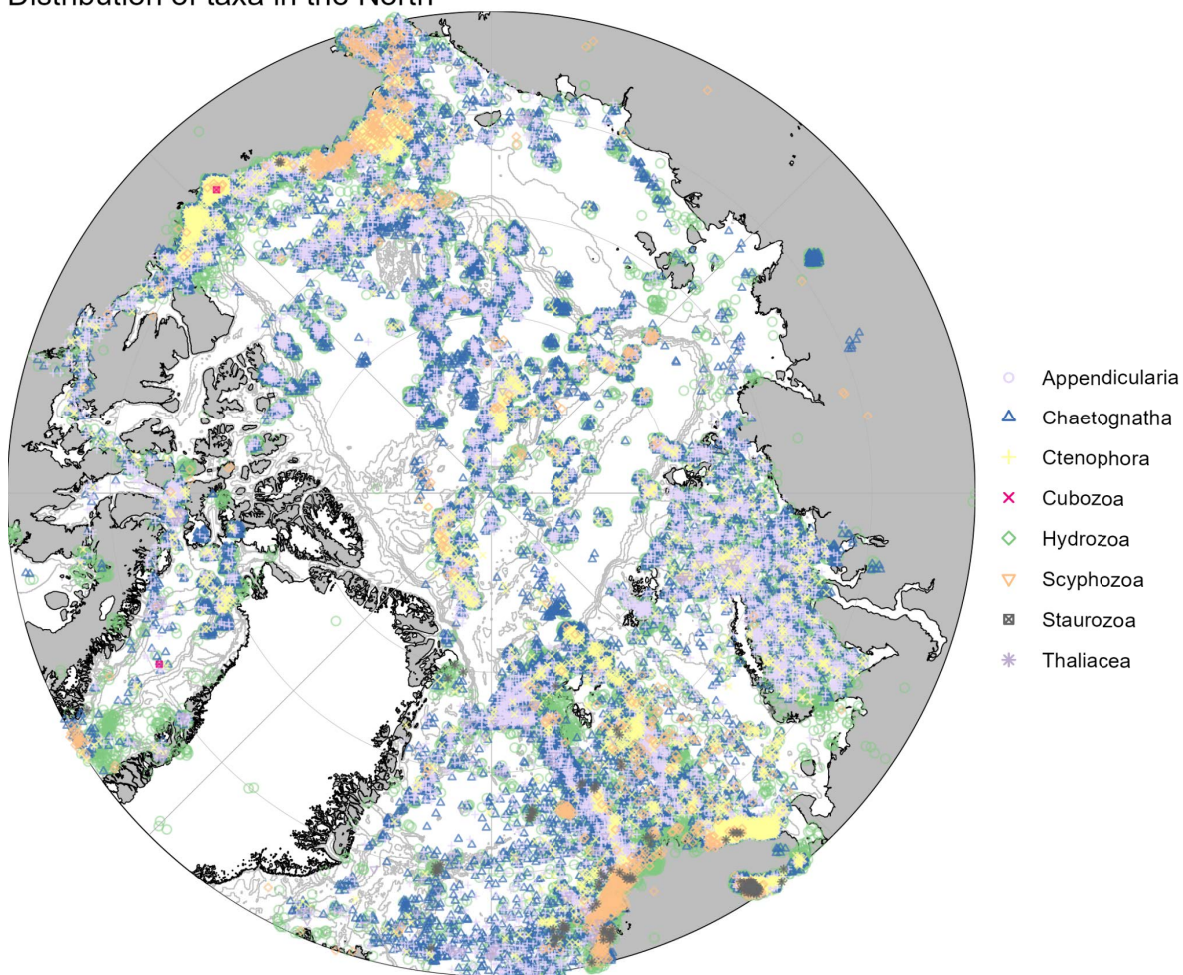 Distribution of taxa in the North
Appendicularia
Chaetognatha
Ctenophora
Cubozoa
Hydrozoa
Scyphozoa
Staurozoa
Thaliacea